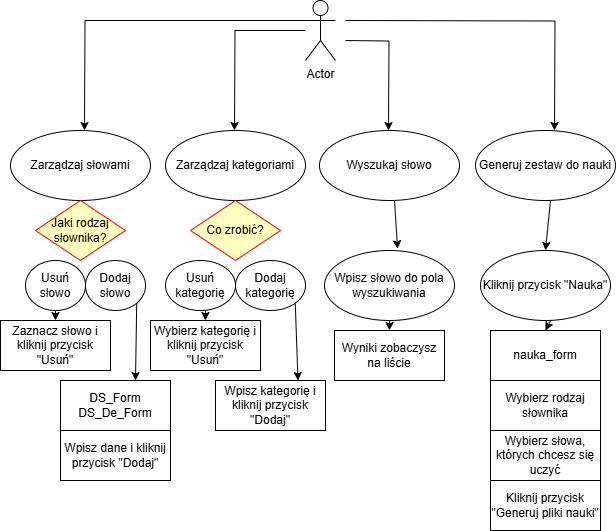 Actor
Zarządzaj słowami
Zarządzaj kategoriami
Wyszukaj słowo
Generuj zestaw do nauki
Jaki rodzaj
słownika?
Co zrobić?
Usuń
słowo
Dodaj
słowo
Usuń
kategorię
Dodaj
kategorię
Wpisz słowo do pola
wyszukiwania
Kliknij przycisk "Nauka"
Zaznacz słowo i
kliknij przycisk
"Usuń"
Wybierz kategorię i
kliknij przycisk
"Usuń"
Wyniki zobaczysz
na liście
nauka_form
Wybierz rodzaj
słownika
Wybierz słowa,
których chcesz się
uczyć
Kliknij przycisk
"Generuj pliki nauki"
DS_Form
DS_De_Form
Wpisz dane i kliknij
przycisk "Dodaj"
Wpisz kategorię i
kliknij przycisk
"Dodaj"